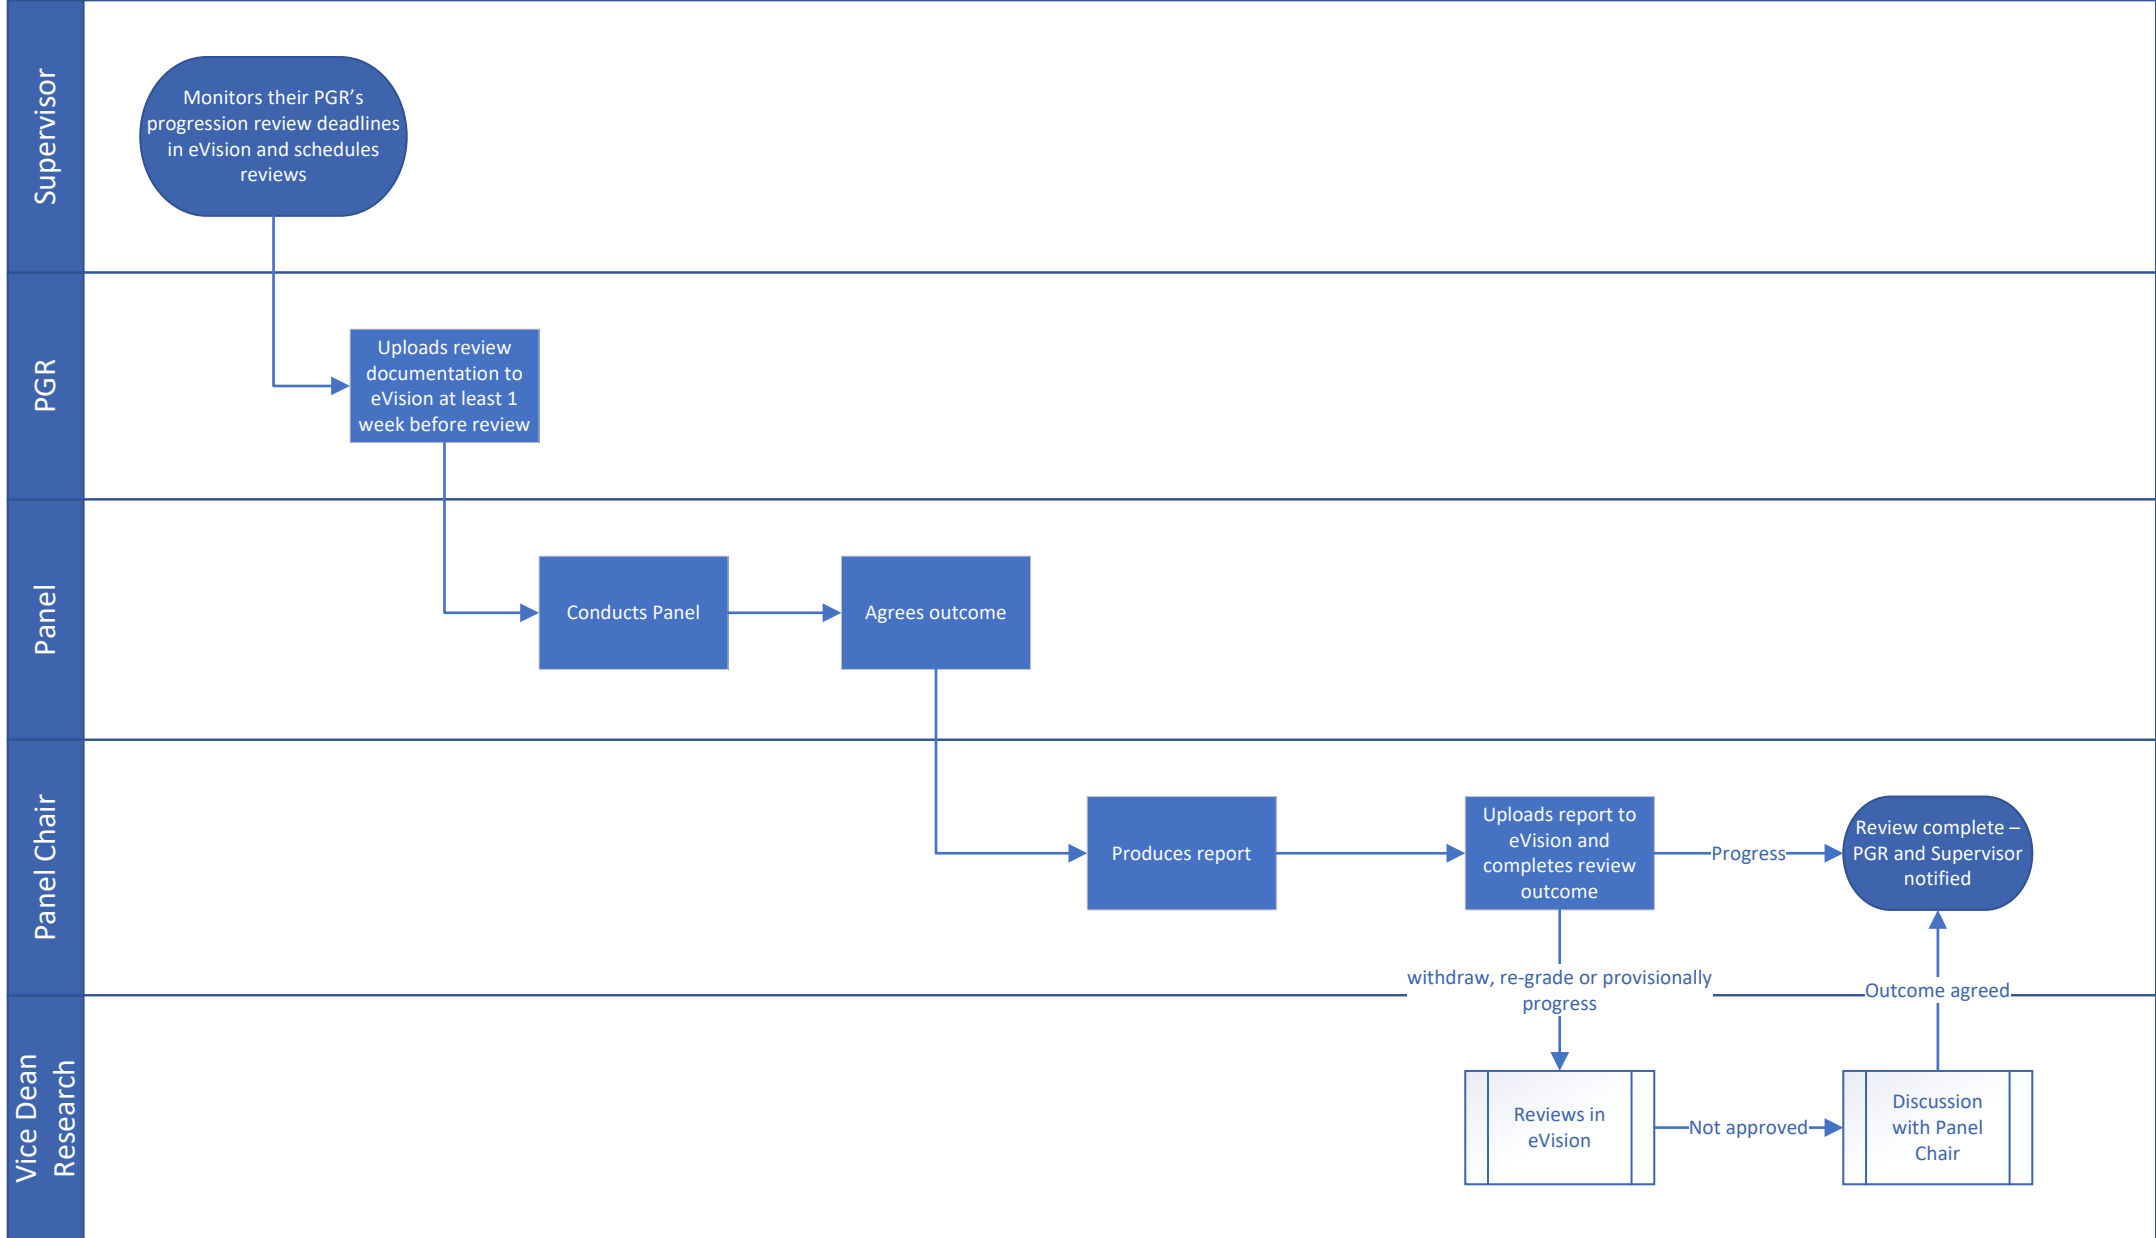 Supervisor
Monitors their PGR’s
progression review deadlines
in eVision and schedules
reviews
PGR
Uploads review
documentation to
eVision at least 1
week before review
Panel
Conducts Panel
Agrees outcome
Panel Chair
Produces report
Uploads report to
eVision and
completes review
outcome
Progress
Review complete –
PGR and Supervisor
notified
withdraw, re-grade or provisionally
progress
Outcome agreed
Vice Dean
Research
Reviews in
eVision
Not approved
Discussion
with Panel
Chair